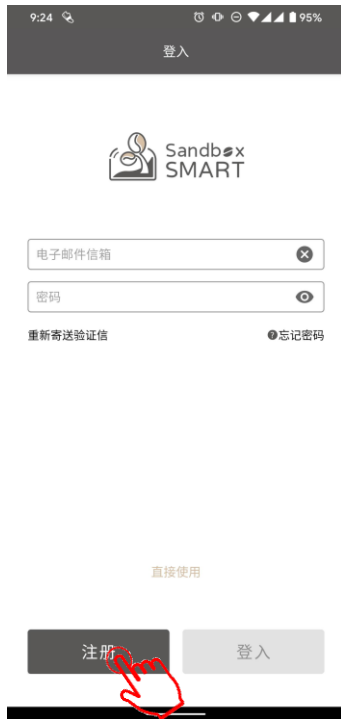 9:24 95%
登入
Sandbox
SMART
电子邮件信箱
密码
重新寄送验证信 ?忘记密码
直接使用
注册 登入